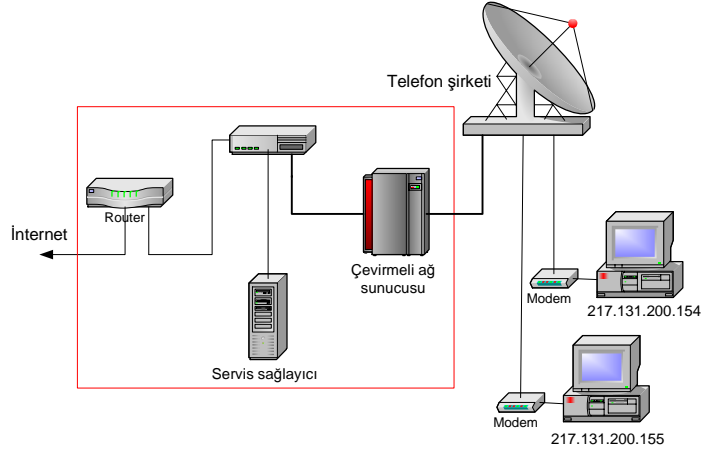 Telefon şirketi
Router
İnternet
Çevirmeli ağ
sunucusu
Servis sağlayıcı
Modem
217.131.200.154
Modem
217.131.200.155